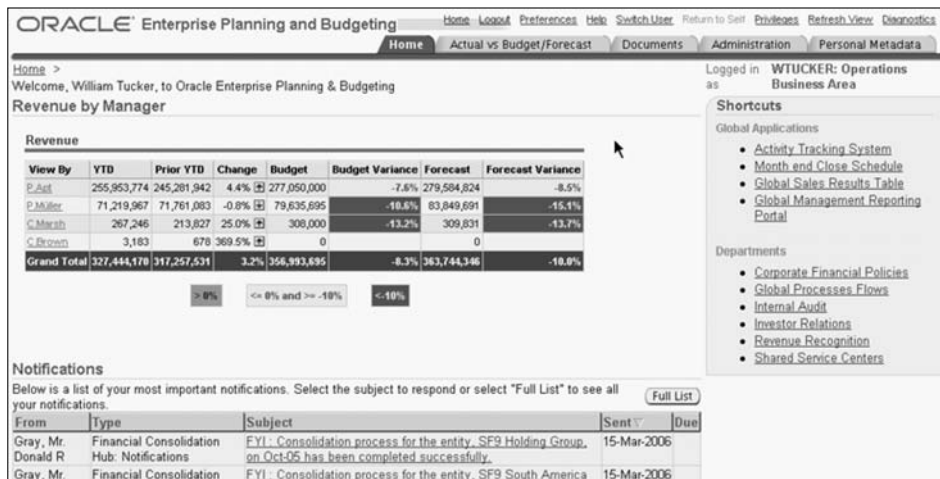 ORACLE® Enterprise Planning and Budgeting
Home Logout Preferences Help Switch User Return to Self Privileges Refresh View Diagnostics
Home Actual vs Budget/Forecast Documents Administration Personal Metadata
Home >
Welcome, William Tucker, to Oracle Enterprise Planning & Budgeting
Logged in as WTUCKER: Operations Business Area
Revenue by Manager
Revenue
View By YTD Prior YTD Change Budget Budget Variance Forecast Forecast Variance
P.Apt 255,953,774 245,281,942 4.4% 277,050,000 -7.6% 279,584,824 -8.5%
P.Müller 71,219,967 71,761,083 -0.8% 79,635,695 -10.6% 83,849,691 -15.1%
C.Marsh 267,246 213,827 25.0% 308,000 -13.2% 309,831 -13.7%
C.Brown 3,183 678 369.5% 0 0
Grand Total 327,444,170 317,257,531 3.2% 356,993,695 -8.3% 363,744,346 -10.0%
> 0% <= 0% and >= -10% <-10%
Shortcuts
Global Applications
Activity Tracking System
Month end Close Schedule
Global Sales Results Table
Global Management Reporting
Portal
Departments
Corporate Financial Policies
Global Processes Flows
Internal Audit
Investor Relations
Revenue Recognition
Shared Service Centers
Notifications
Below is a list of your most important notifications. Select the subject to respond or select "Full List" to see all
your notifications.
Full List
From Type Subject Sent Due
Gray, Mr. Financial Consolidation FYI : Consolidation process for the entity, SF9 Holding Group, 15-Mar-2006
Donald R Hub: Notifications on Oct-05 has been completed successfully.
Gray, Mr. Financial Consolidation FYI : Consolidation process for the entity, SF9 South America 15-Mar-2006